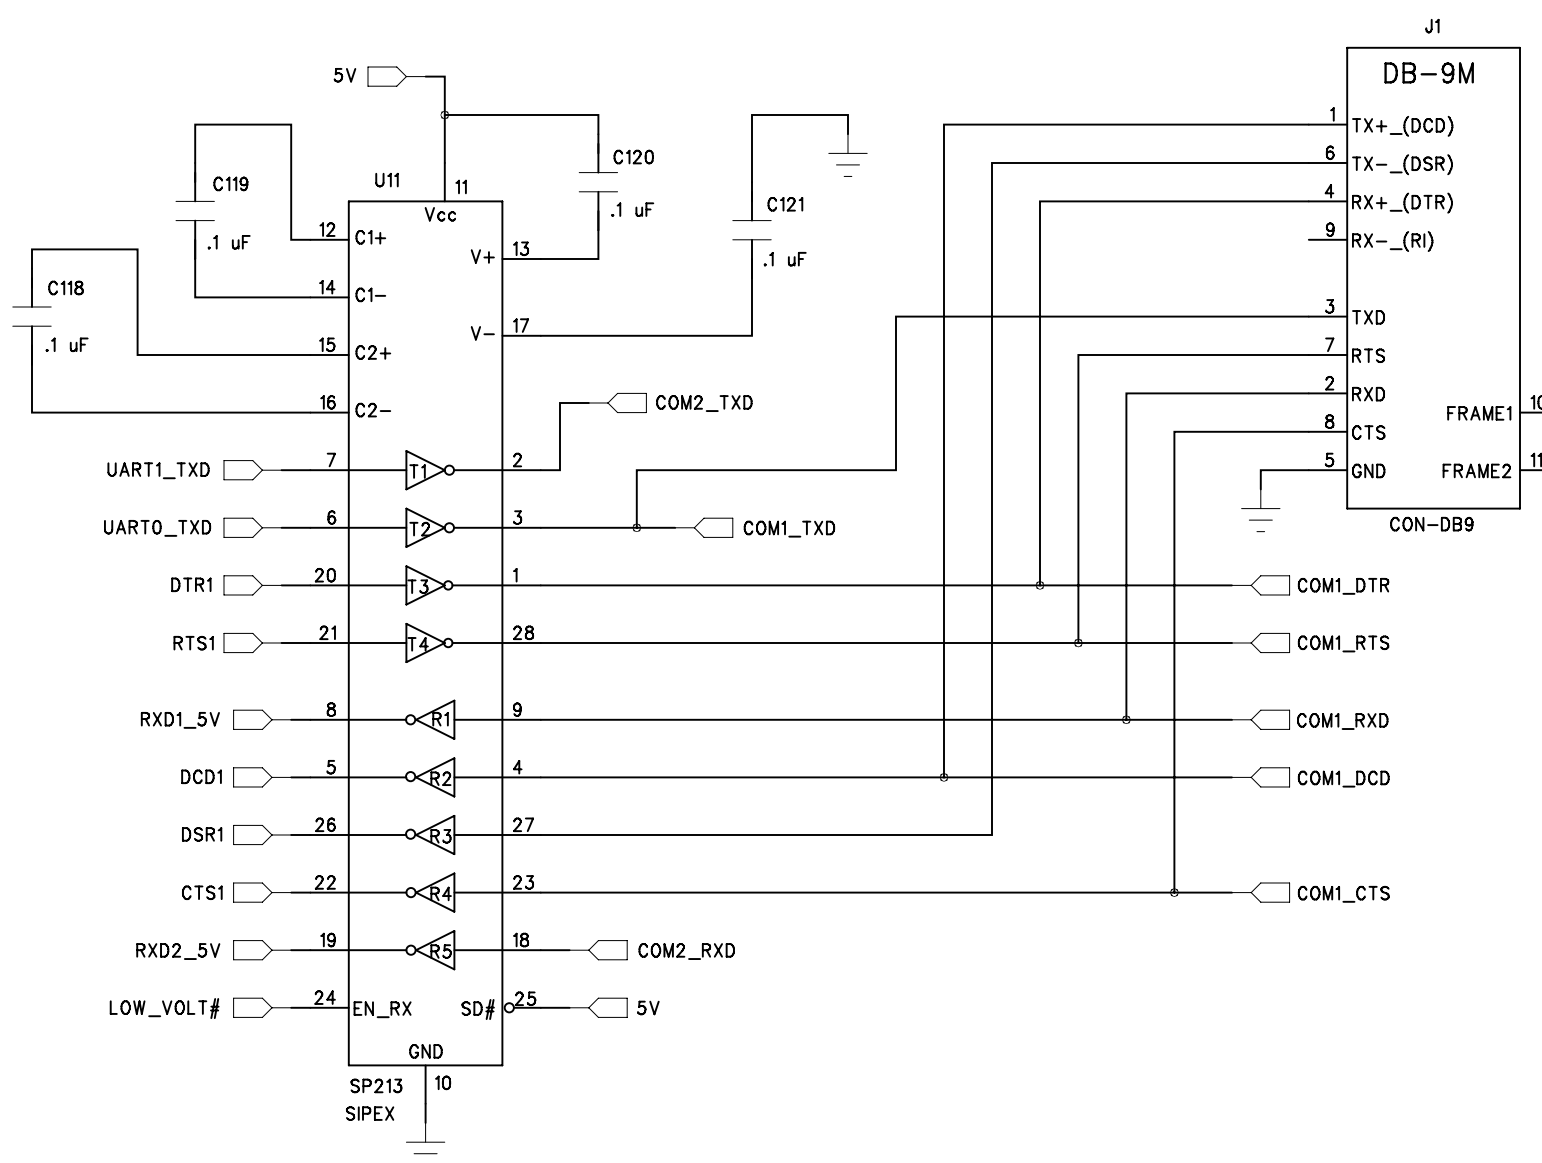 J1
DB-9M
5V
1 TX+_(DCD)
C120
6 TX-_(DSR)
C119 U11 11
4 RX+_(DTR)
C121
.1 uF
Vcc
12 C1+
.1 uF
9 RX-_(RI)
13 V+
.1 uF
C118
14 C1-
3 TXD
17 V-
.1 uF
15 C2+
7 RTS
2 RXD
16 C2-
COM2_TXD
FRAME1 10
8 CTS
UART1_TXD 7 T1 2
5 GND
FRAME2 11
UART0_TXD 6 T2 3 COM1_TXD
CON-DB9
DTR1 20 T3 1 COM1_DTR
RTS1 21 T4 28 COM1_RTS
RXD1_5V 8 R1 9 COM1_RXD
DCD1 5 R2 4 COM1_DCD
DSR1 26 R3 27
CTS1 22 R4 23 COM1_CTS
RXD2_5V 19 R5 18 COM2_RXD
LOW_VOLT# 24 EN_RX SD# 25 5V
GND
SP213 10
SIPEX